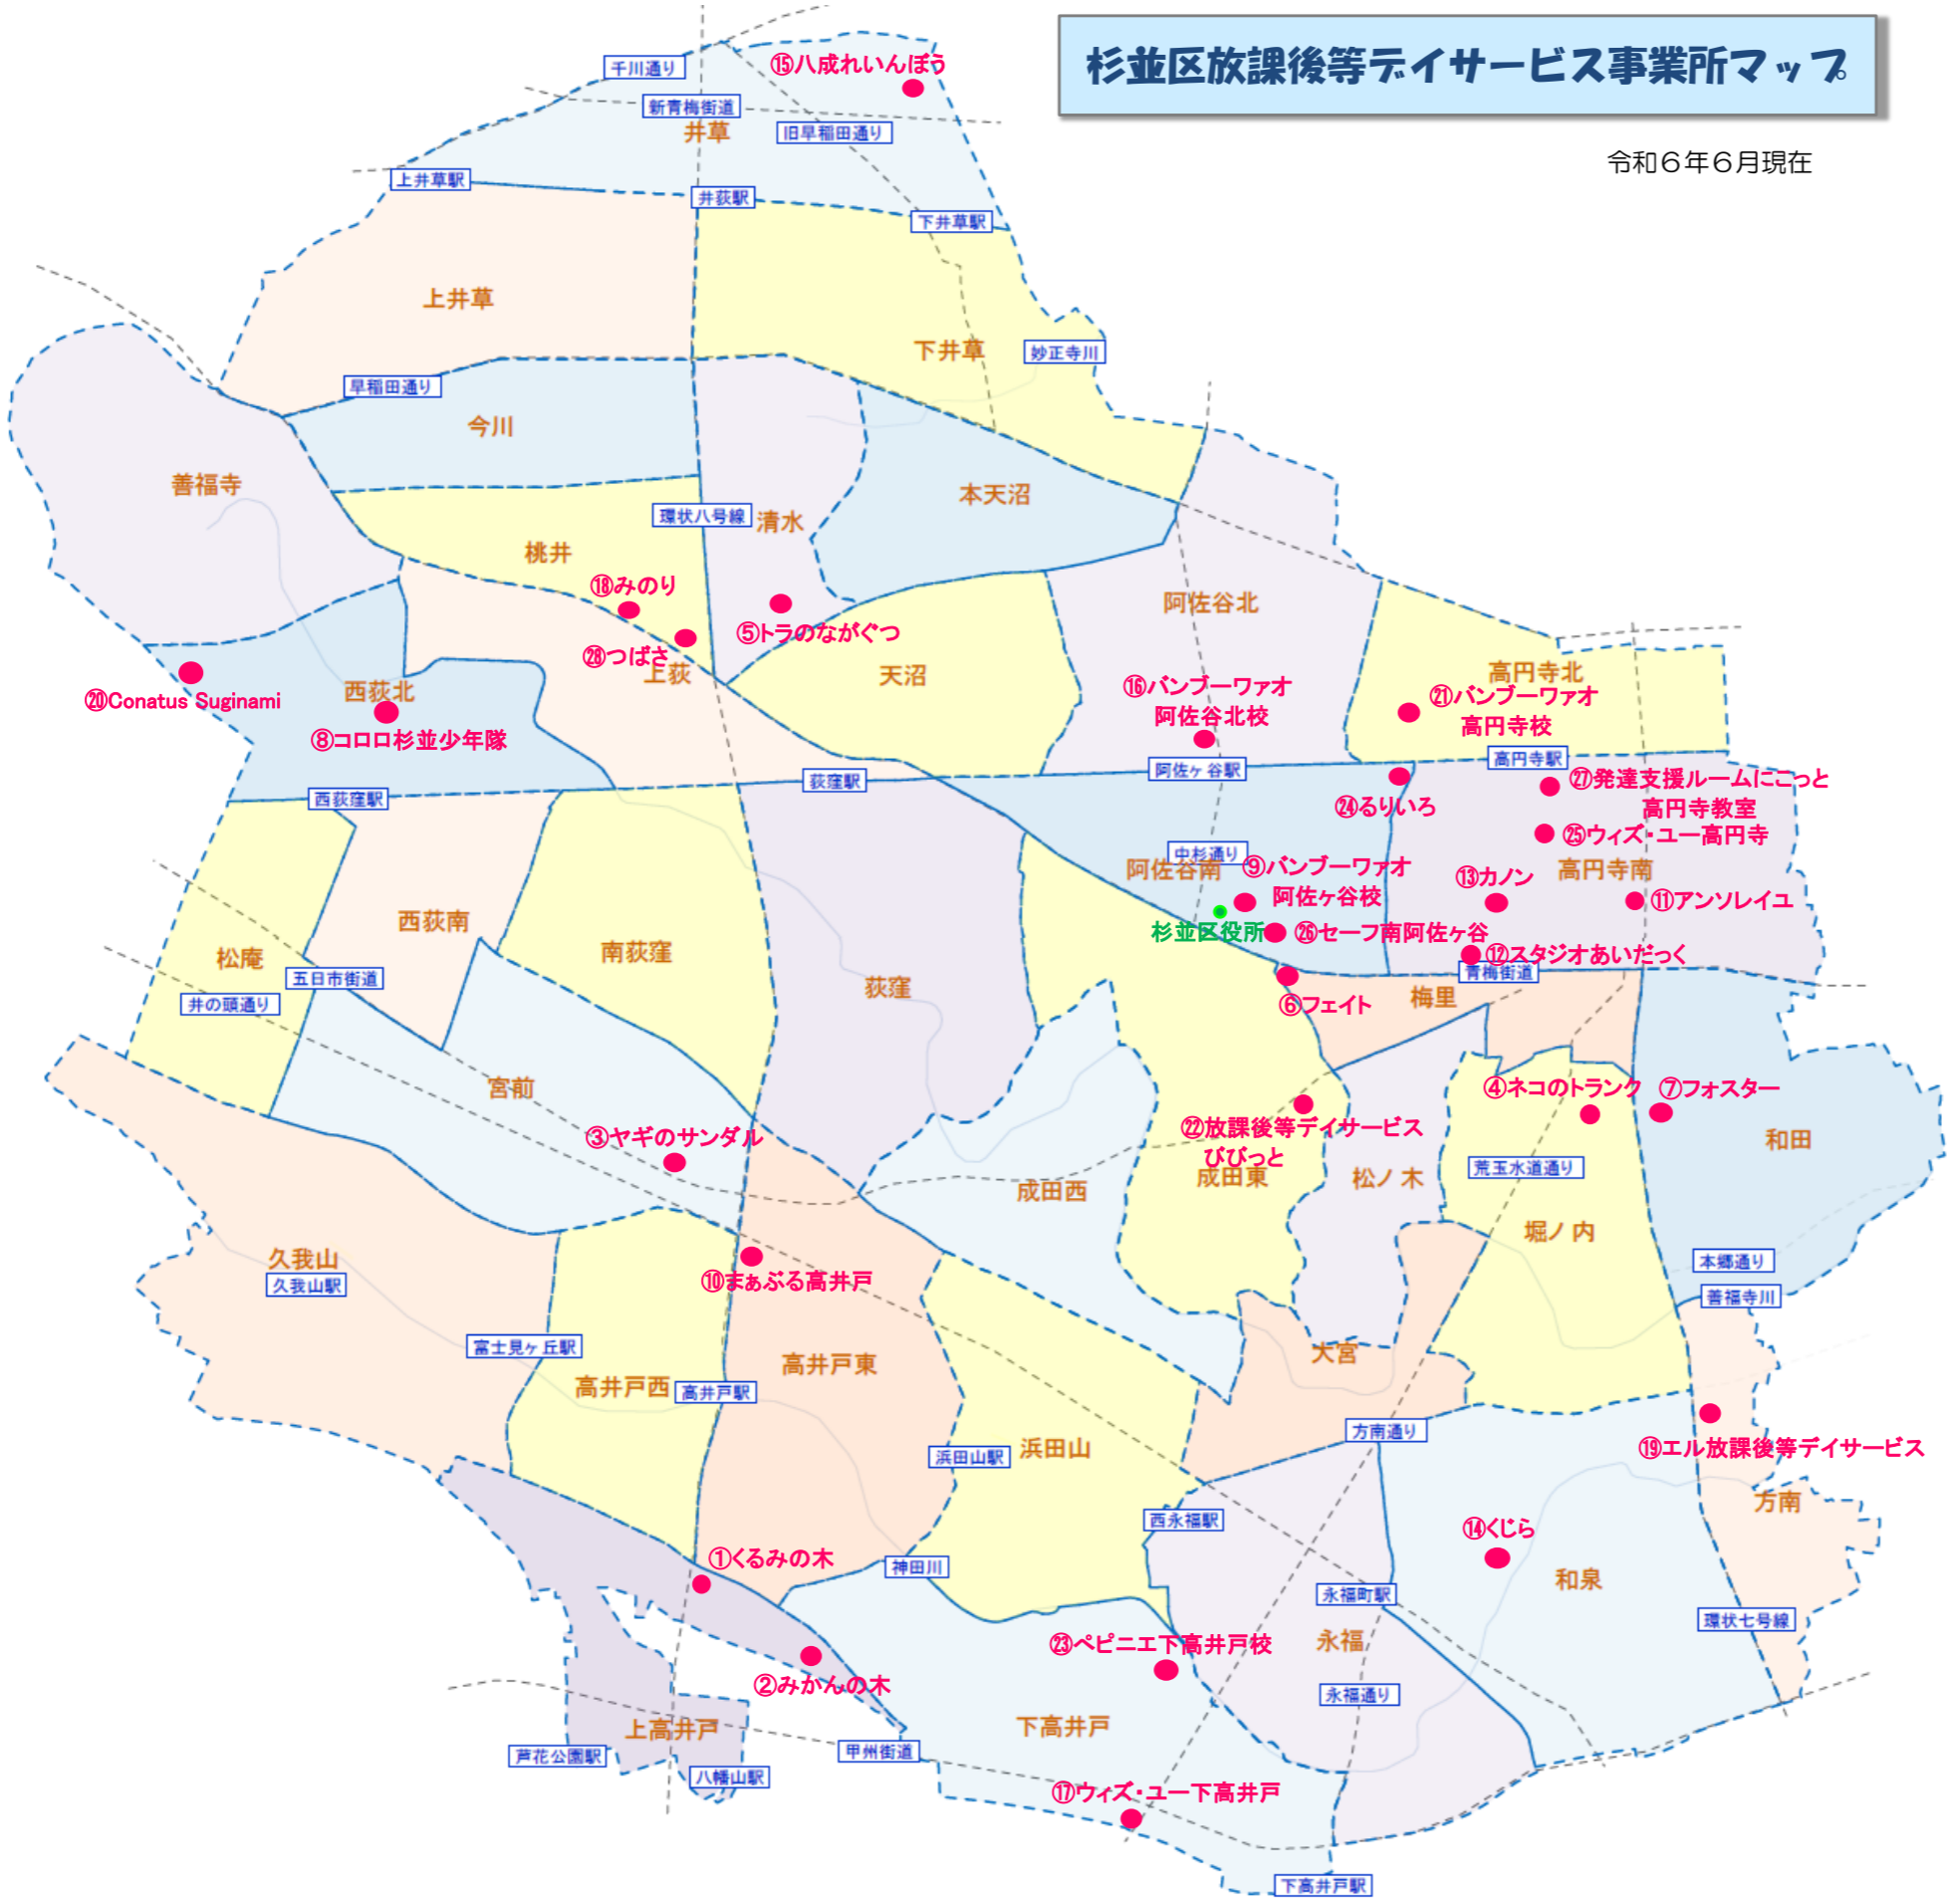 杉並区放課後等デイサービス事業所マップ
令和６年６月現在
千川通り
⑮八成れいんぼう
新青梅街道
井草
旧早稲田通り
上井草駅
井荻駅
下井草駅
上井草
下井草
妙正寺川
早稲田通り
今川
善福寺
本天沼
環状八号線
清水
桃井
⑱みのり
⑤トラのながぐつ
阿佐谷北
㉘つばさ
上荻
天沼
高円寺北
⑳Conatus Suginami
西荻北
⑧コロロ杉並少年隊
⑯バンブーワァオ
阿佐谷北校
㉑バンブーワァオ
高円寺校
高円寺駅
阿佐ヶ谷駅
荻窪駅
西荻窪駅
㉔るりいろ
㉗発達支援ルームにこっと
高円寺教室
㉕ウィズ・ユー高円寺
中杉通り
阿佐谷南
⑨バンブーワァオ
阿佐ヶ谷校
高円寺南
⑬カノン
⑪アンソレイユ
杉並区役所
㉖セーフ南阿佐ヶ谷
⑫スタジオあいだっく
青梅街道
西荻南
南荻窪
松庵
五日市街道
井の頭通り
荻窪
⑥フェイト
梅里
宮前
④ネコのトランク
⑦フォスター
③ヤギのサンダル
㉒放課後等デイサービス
びびっと
和田
荒玉水道通り
成田西
成田東
松ノ木
堀ノ内
久我山
久我山駅
⑩まぁぶる高井戸
本郷通り
善福寺川
富士見ヶ丘駅
高井戸西
高井戸駅
高井戸東
大宮
方南通り
浜田山駅
浜田山
⑲エル放課後等デイサービス
方南
西永福駅
⑭くじら
①くるみの木
神田川
永福町駅
和泉
環状七号線
㉓ペピニエ下高井戸校
永福
②みかんの木
永福通り
上高井戸
下高井戸
芦花公園駅
甲州街道
八幡山駅
⑰ウィズ・ユー下高井戸
下高井戸駅